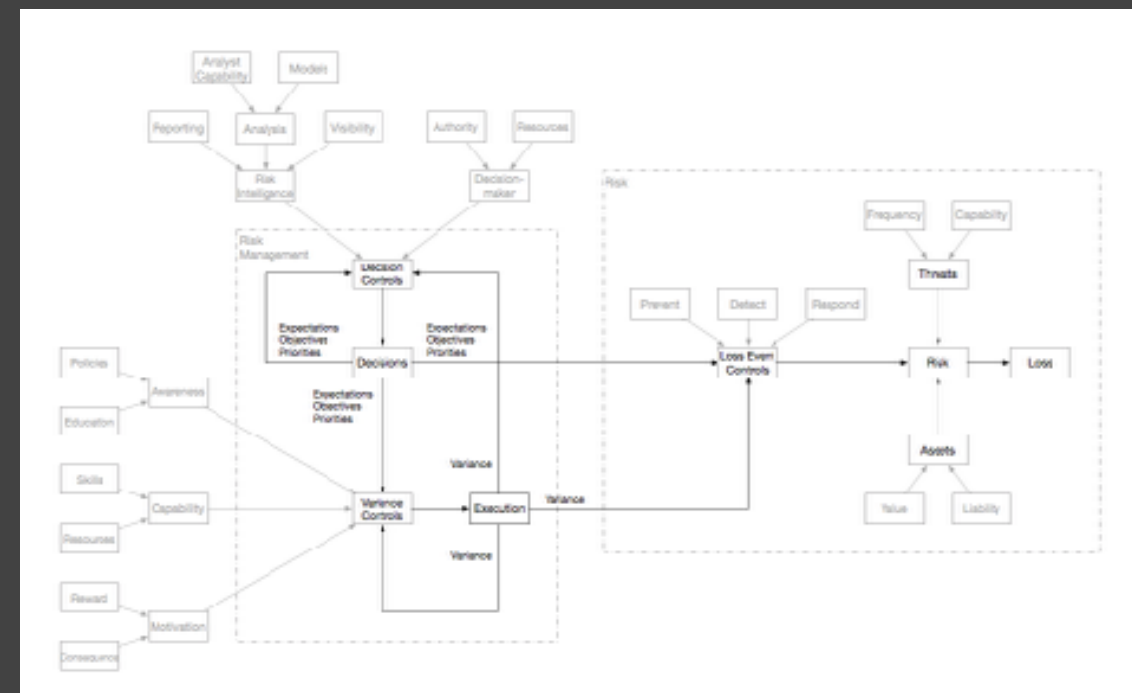 Analyst
Capability
Models
Reporting
Analysis
Visibility
Authority
Resources
Risk
Intelligence
Decision-
maker
Risk
Frequency
Capability
Risk
Management
Decision
Controls
Threats
Prevent
Detect
Respond
Expectations
Objectives
Priorities
Expectations
Objectives
Priorities
Policies
Decisions
Loss Event
Controls
Risk
Loss
Awareness
Expectations
Objectives
Priorities
Education
Assets
Variance
Skills
Capability
Variance
Controls
Execution
Variance
Value
Liability
Resources
Variance
Reward
Motivation
Consequence